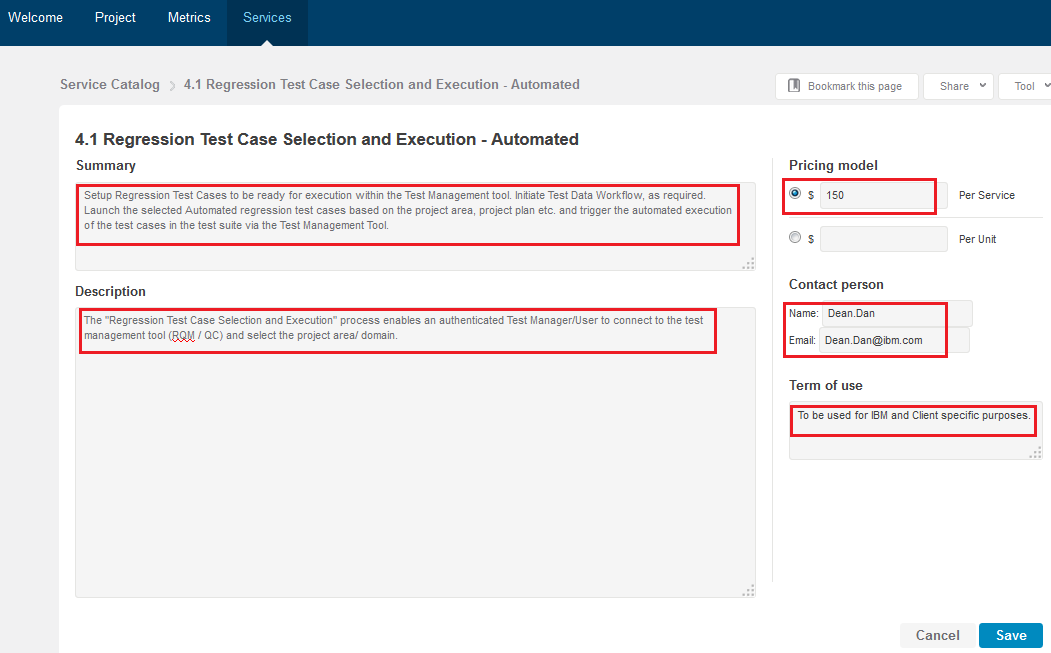 Welcome Project Metrics Services
Service Catalog 4.1 Regression Test Case Selection and Execution - Automated
Bookmark this page Share Tool
4.1 Regression Test Case Selection and Execution - Automated
Summary
Setup Regression Test Cases to be ready for execution within the Test Management tool. Initiate Test Data Workflow, as required.
Launch the selected Automated regression test cases based on the project area, project plan etc. and trigger the automated execution
of the test cases in the test suite via the Test Management Tool.
Description
The "Regression Test Case Selection and Execution" process enables an authenticated Test Manager/User to connect to the test
management tool (RQM / QC) and select the project area/ domain.
Pricing model
$ 150 Per Service
$ Per Unit
Contact person
Name: Dean.Dan
Email: Dean.Dan@ibm.com
Term of use
To be used for IBM and Client specific purposes.
Cancel Save